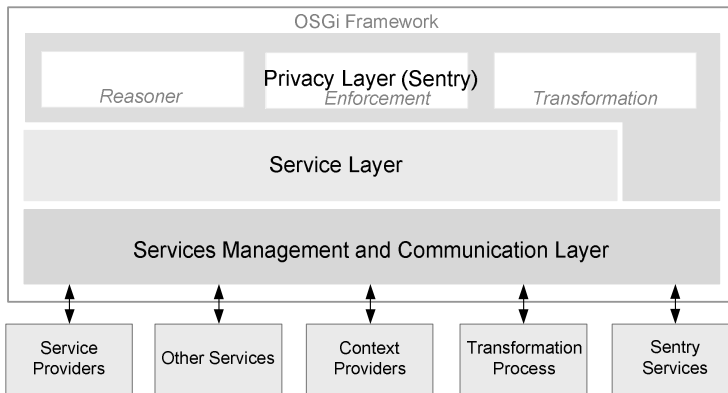 OSGi Framework
Privacy Layer (Sentry)
Reasoner
Enforcement
Transformation
Service Layer
Services Management and Communication Layer
Service
Providers
Other Services
Context
Providers
Transformation
Process
Sentry
Services